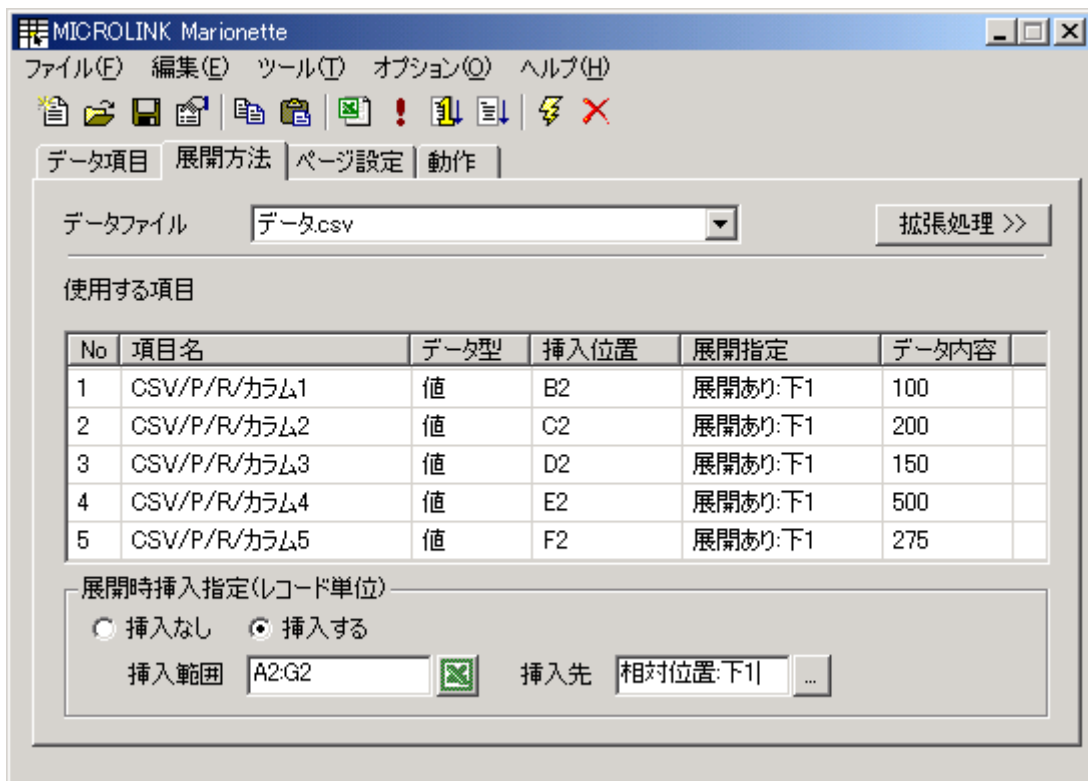 MICROLINK Marionette
ファイル(F) 編集(E) ツール(T) オプション(O) ヘルプ(H)
データ項目 展開方法 ページ設定 動作
データファイル データ.csv 拡張処理 >>
使用する項目
No 項目名 データ型 挿入位置 展開指定 データ内容
1 CSV/P/R/カラム1 値 B2 展開あり:下1 100
2 CSV/P/R/カラム2 値 C2 展開あり:下1 200
3 CSV/P/R/カラム3 値 D2 展開あり:下1 150
4 CSV/P/R/カラム4 値 E2 展開あり:下1 500
5 CSV/P/R/カラム5 値 F2 展開あり:下1 275
展開時挿入指定(レコード単位)
挿入なし 挿入する
挿入範囲 A2:G2 挿入先 相対位置:下1 ...